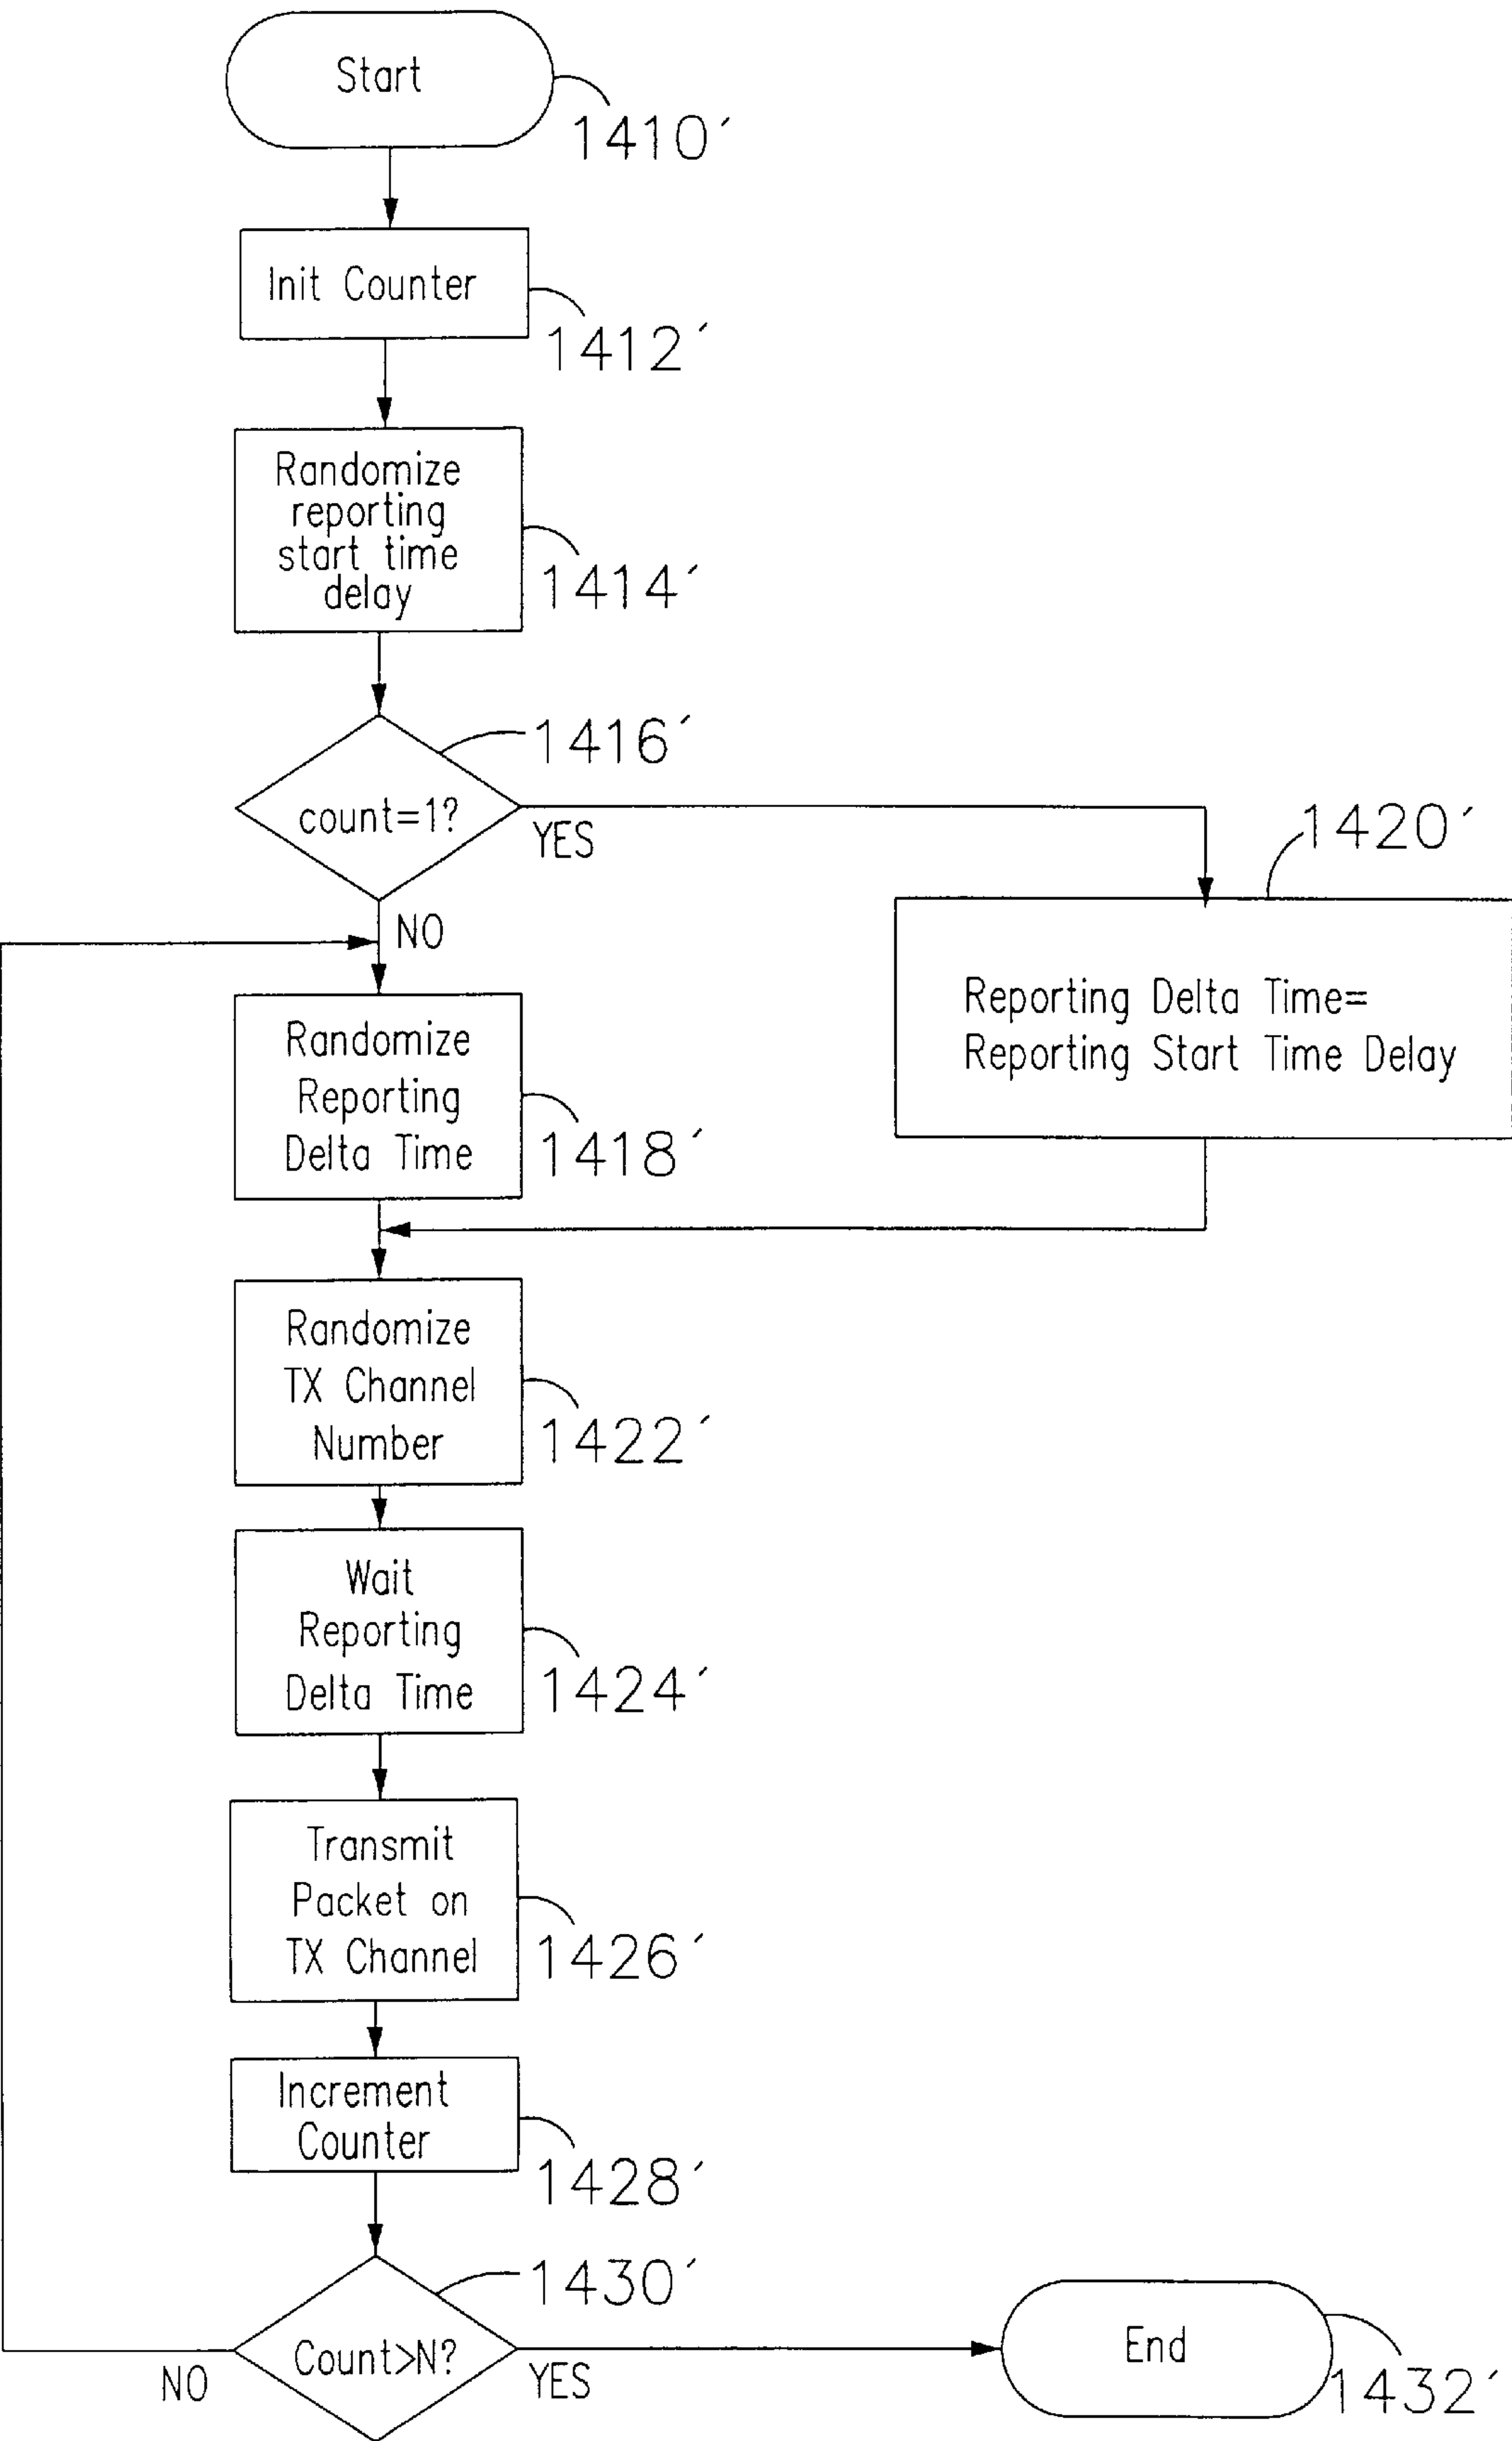 Start
1410´
Init Counter
1412´
Randomize
reporting
start time
delay
1414´
1416´
count=1?
YES
NO
1420´
Reporting Delta Time=
Reporting Start Time Delay
Randomize
Reporting
Delta Time
1418´
Randomize
TX Channel
Number
1422´
Wait
Reporting
Delta Time
1424´
Transmit
Packet on
TX Channel
1426´
Increment
Counter
1428´
1430´
Count>N?
NO
YES
End
1432´